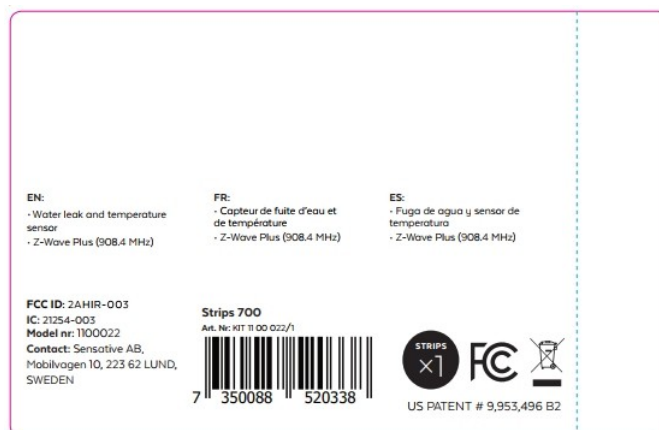 EN:
· Water leak and temperature
sensor
· Z-Wave Plus (908.4 MHz)
FR:
· Capteur de fuite d'eau et
de température
· Z-Wave Plus (908.4 MHz)
ES:
· Fuga de agua y sensor de
temperatura
· Z-Wave Plus (908.4 MHz)
FCC ID: 2AHIR-003
IC: 21254-003
Model nr: 1100022
Contact: Sensative AB,
Mobilvagen 10, 223 62 LUND,
SWEDEN
Strips 700
Art. Nr: KIT 11 00 022/1
7 350088 520338
STRIPS
x1
FC
US PATENT # 9,953,496 B2